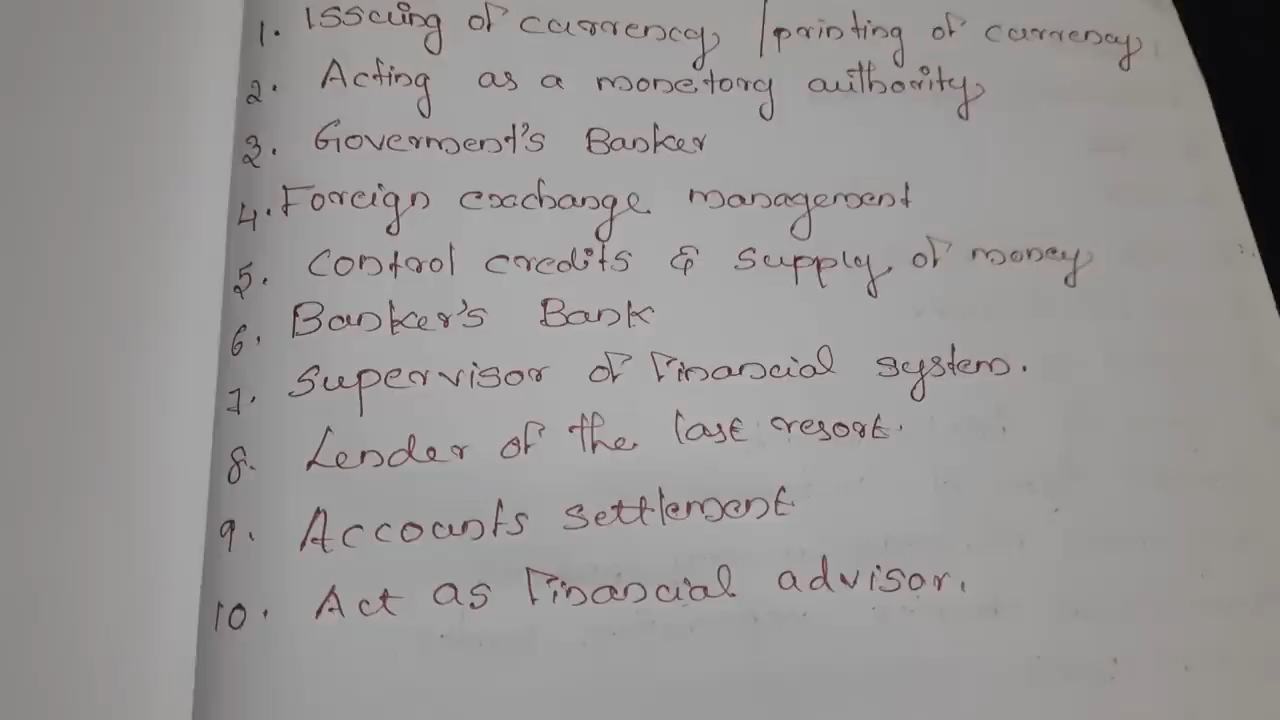 1. Issuing of currency /printing of currency
2. Acting as a monetory authority
3. Goverment's Banker
4. Foreign exchange management
5. Control credits & supply of money
6. Banker's Bank
7. Supervisor of Financial system.
8. Lender of the last resort.
9. Accounts settlement
10. Act as Financial advisor.